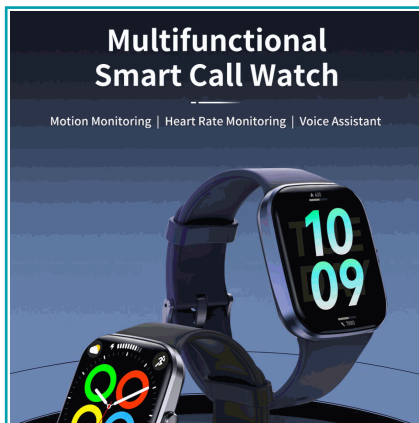 Multifunctional
Smart Call Watch
Motion Monitoring | Heart Rate Monitoring | Voice Assistant
10
09